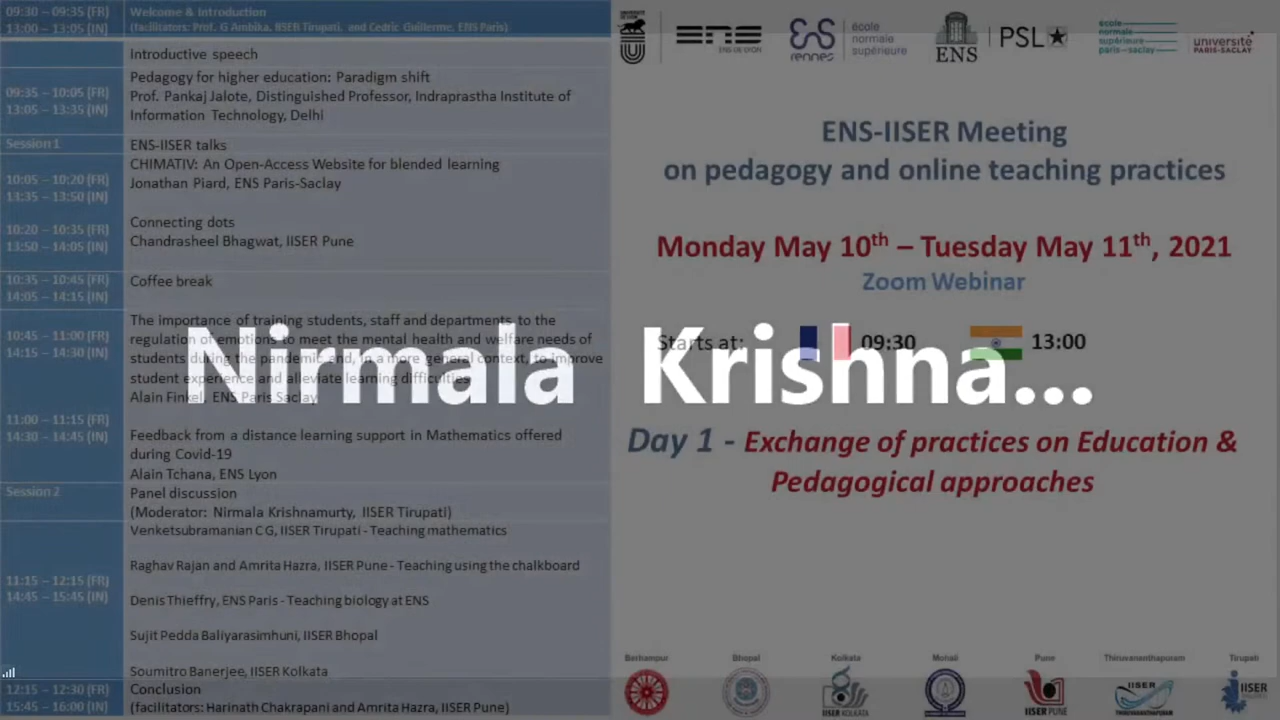 09:30 – 09:35 (FR)
13:00 – 13:05 (IN)
Welcome & Introduction
(facilitators: Prof. G Ambika, IISER Tirupati. and Cedric Guillerme, ENS Paris)
Introductive speech
09:35 – 10:05 (FR)
13:05 – 13:35 (IN)
Pedagogy for higher education: Paradigm shift
Prof. Pankaj Jalote, Distinguished Professor, Indraprastha Institute of
Information Technology, Delhi
Session 1
ENS-IISER talks
10:05 – 10:20 (FR)
13:35 – 13:50 (IN)
CHIMATIV: An Open-Access Website for blended learning
Jonathan Piard, ENS Paris-Saclay
10:20 – 10:35 (FR)
13:50 – 14:05 (IN)
Connecting dots
Chandrasheel Bhagwat, IISER Pune
10:35 – 10:45 (FR)
14:05 – 14:15 (IN)
Coffee break
10:45 – 11:00 (FR)
14:15 – 14:30 (IN)
The importance of training students, staff and departments to the
regulation of emotions to meet the mental health and welfare needs of
students during the pandemic and, in a more general context, to improve
student experience and alleviate learning difficulties
Alain Finkel, ENS Paris Saclay
11:00 – 11:15 (FR)
14:30 – 14:45 (IN)
Feedback from a distance learning support in Mathematics offered
during Covid-19
Alain Tchana, ENS Lyon
Session 2
Panel discussion
(Moderator: Nirmala Krishnamurty, IISER Tirupati)
11:15 – 12:15 (FR)
14:45 – 15:45 (IN)
Venketsubramanian C G, IISER Tirupati - Teaching mathematics
Raghav Rajan and Amrita Hazra, IISER Pune - Teaching using the chalkboard
Denis Thieffry, ENS Paris - Teaching biology at ENS
Sujit Pedda Baliyarasimhuni, IISER Bhopal
Soumitro Banerjee, IISER Kolkata
12:15 – 12:30 (FR)
15:45 – 16:00 (IN)
Conclusion
(facilitators: Harinath Chakrapani and Amrita Hazra, IISER Pune)
ENS DE LYON
rennes
école
normale
supérieure
ENS
PSL
école
normale
supérieure
paris-saclay
université
PARIS-SACLAY
ENS-IISER Meeting
on pedagogy and online teaching practices
Monday May 10th – Tuesday May 11th, 2021
Zoom Webinar
Starts at: 09:30 13:00
Nirmala Krishna...
Day 1 - Exchange of practices on Education &
Pedagogical approaches
Berhampur Bhopal Kolkata Mohali Pune Thiruvananthapuram Tirupati
IISER KOLKATA
IISER PUNE
IISER
IISER